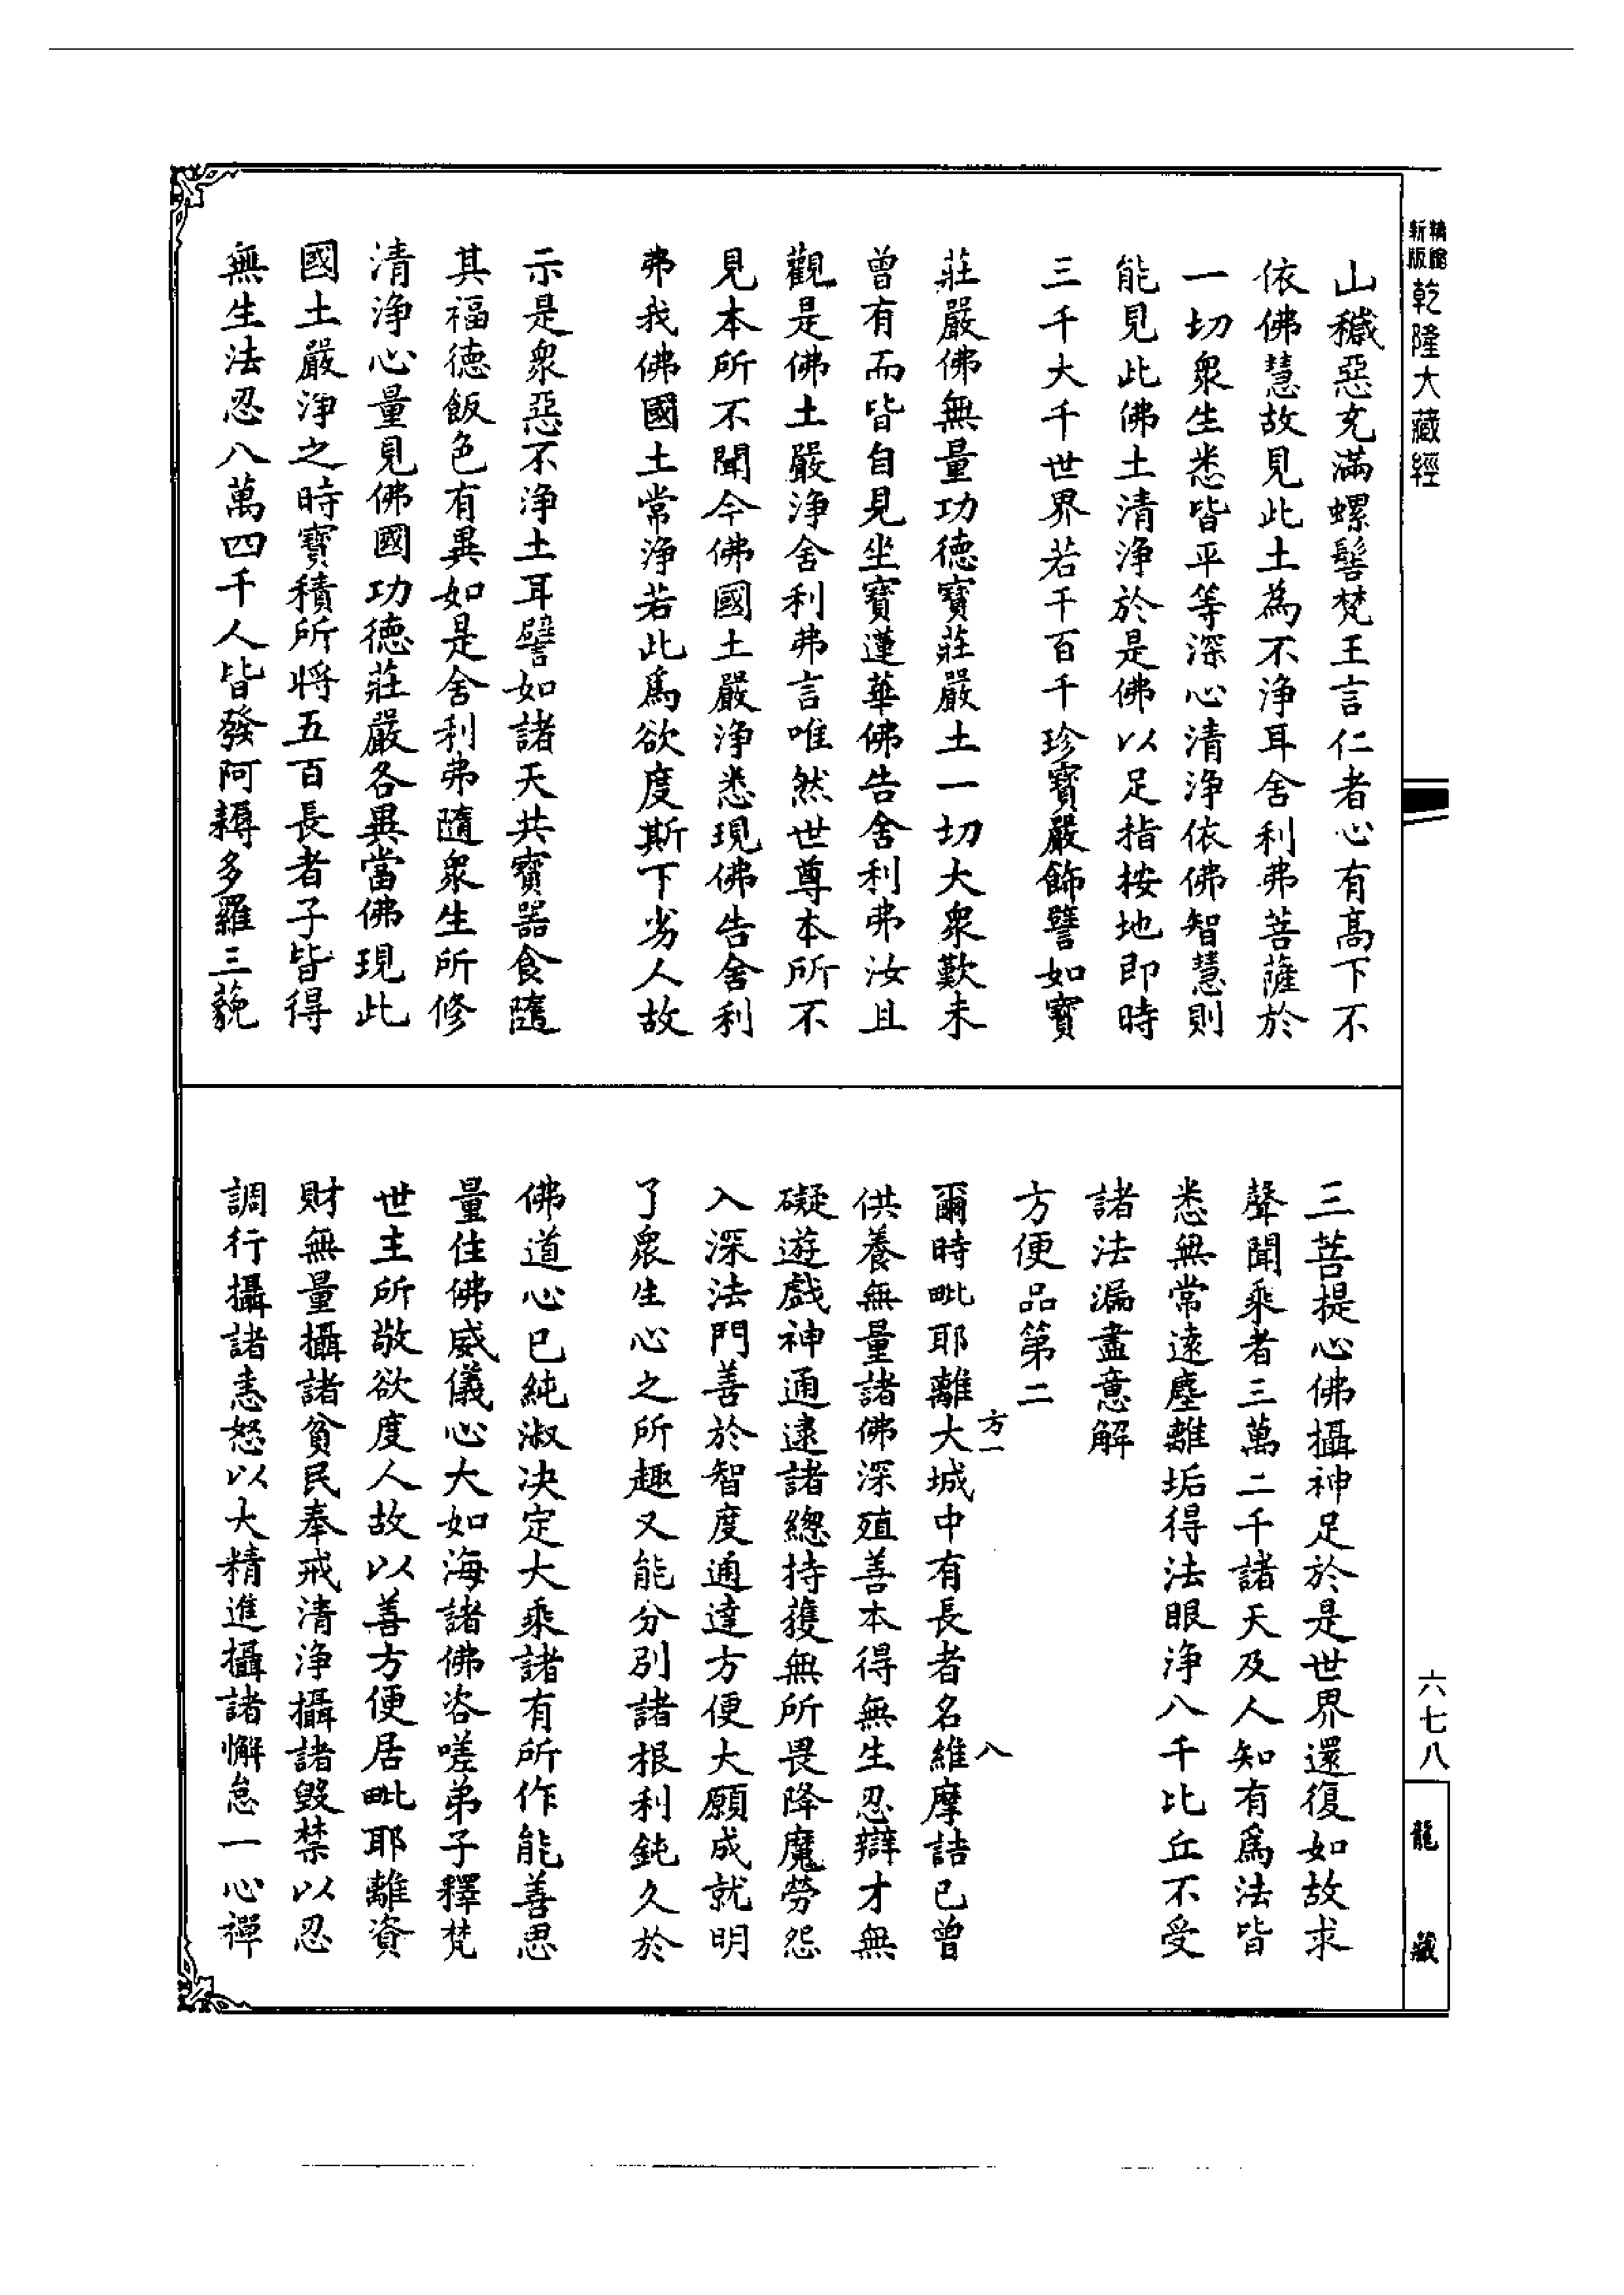 新版精縮
乾隆大藏經
山穢惡充滿螺髻梵王言仁者心有高下不
依佛慧故見此土為不淨耳舍利弗菩薩於
一切衆生悉皆平等深心清淨依佛智慧則
能見此佛土清淨於是佛以足指按地即時
三千大千世界若千百千珍寶嚴飾譬如寶
莊嚴佛無量功德寶莊嚴土一切大衆歎未
曾有而皆自見坐寶蓮華佛告舍利弗汝且
觀是佛土嚴淨舍利弗言唯然世尊本所不
見本所不聞今佛國土嚴淨悉現佛告舍利
弗我佛國土常淨若此爲欲度斯下劣人故
示是衆惡不淨土耳譬如諸天共寶器食隨
其福德飯色有異如是舍利弗隨衆生所修
清淨心量見佛國功德莊嚴各異當佛現此
國土嚴淨之時寶積所將五百長者子皆得
無生法忍八萬四千人皆發阿耨多羅三藐
三菩提心佛攝神足於是世界還復如故求
聲聞乘者三萬二千諸天及人知有爲法皆
悉無常遠塵離垢得法眼淨八千比丘不受
諸法漏盡意解
方便品第二
方一 八
爾時毗耶離大城中有長者名維摩詰已曾
供養無量諸佛深殖善本得無生忍辯才無
礙遊戲神通逮諸總持獲無所畏降魔勞怨
入深法門善於智度通達方便大願成就明
了衆生心之所趣又能分別諸根利鈍久於
佛道心已純淑決定大乘諸有所作能善思
量住佛威儀心大如海諸佛咨嗟弟子釋梵
世主所敬欲度人故以善方便居毗耶離資
財無量攝諸貧民奉戒清淨攝諸毀禁以忍
調行攝諸恚怒以大精進攝諸懈怠一心禪
六七八
龍藏